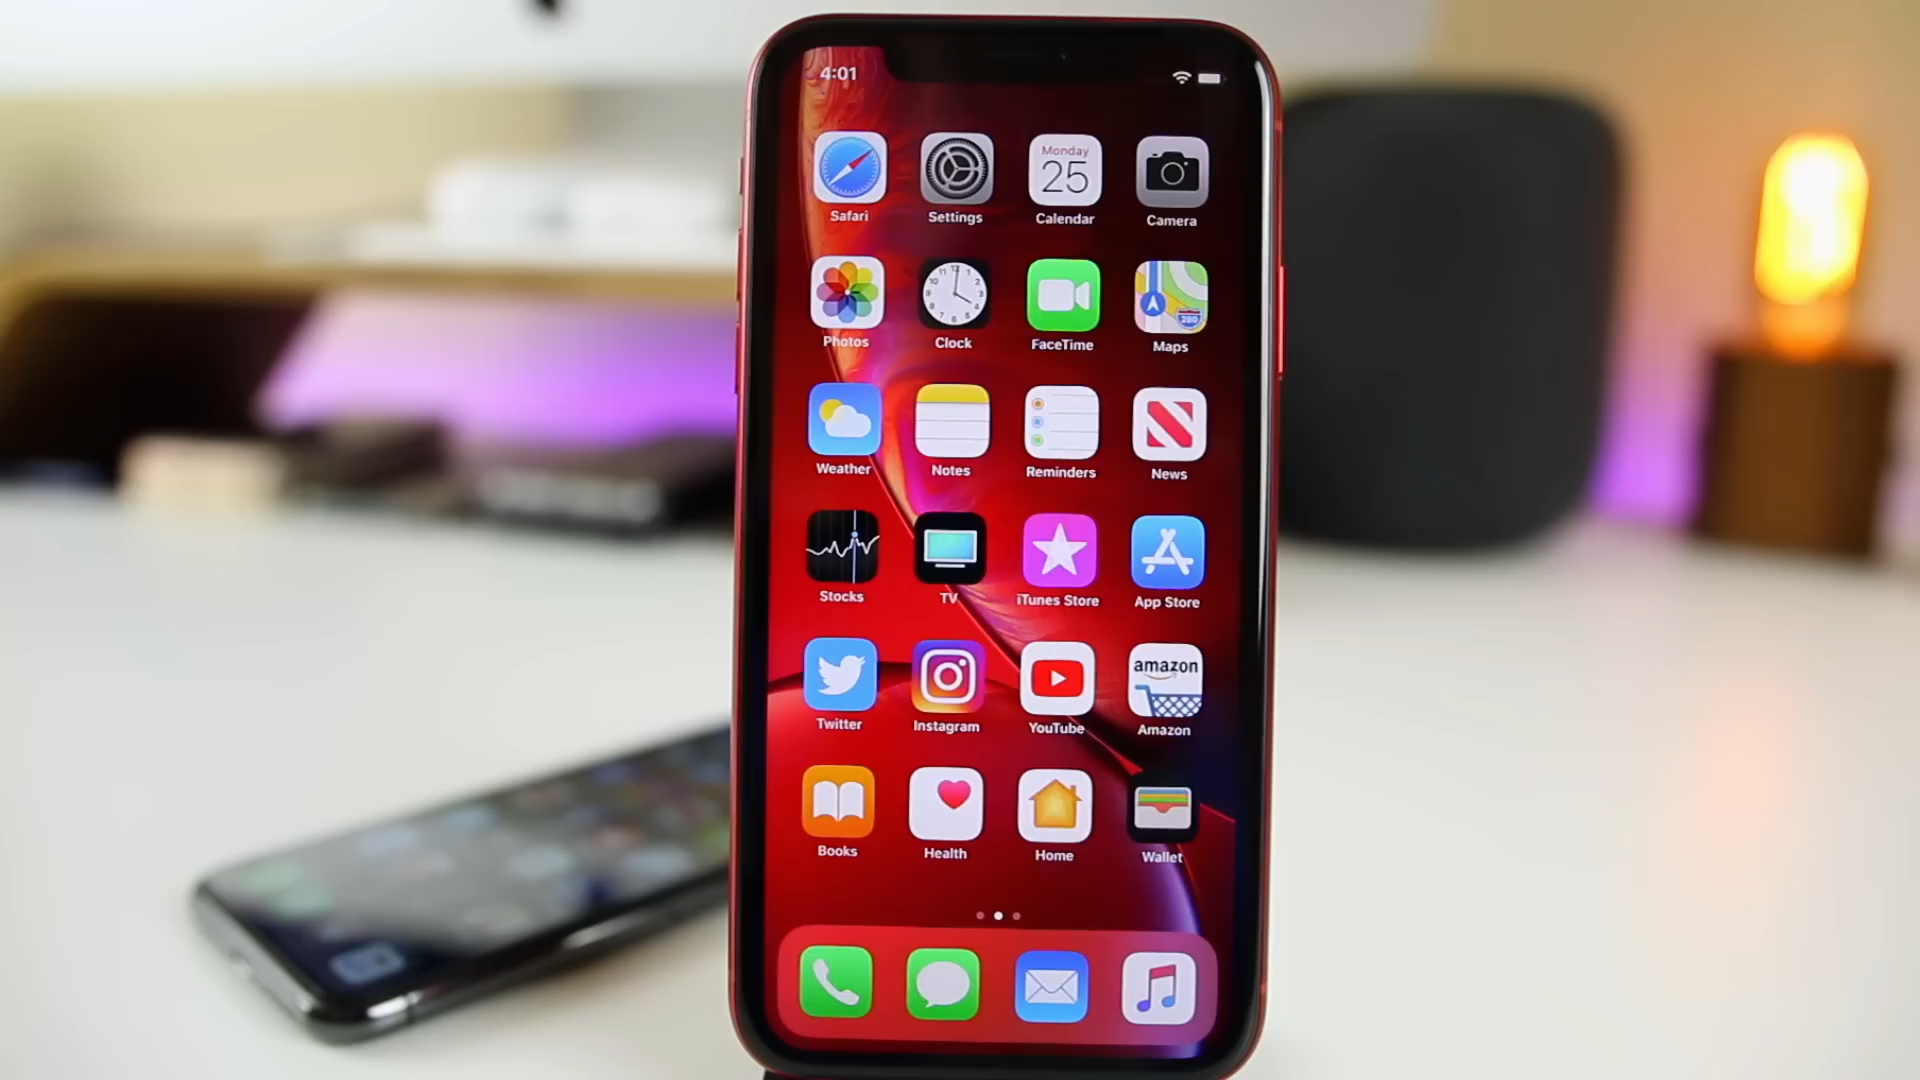 4:01
Monday
25
Safari
Settings
Calendar
Camera
280
Photos
Clock
FaceTime
Maps
Weather
Notes
Reminders
News
Stocks
TV
iTunes Store
App Store
amazon
Twitter
Instagram
YouTube
Amazon
Books
Health
Home
Wallet